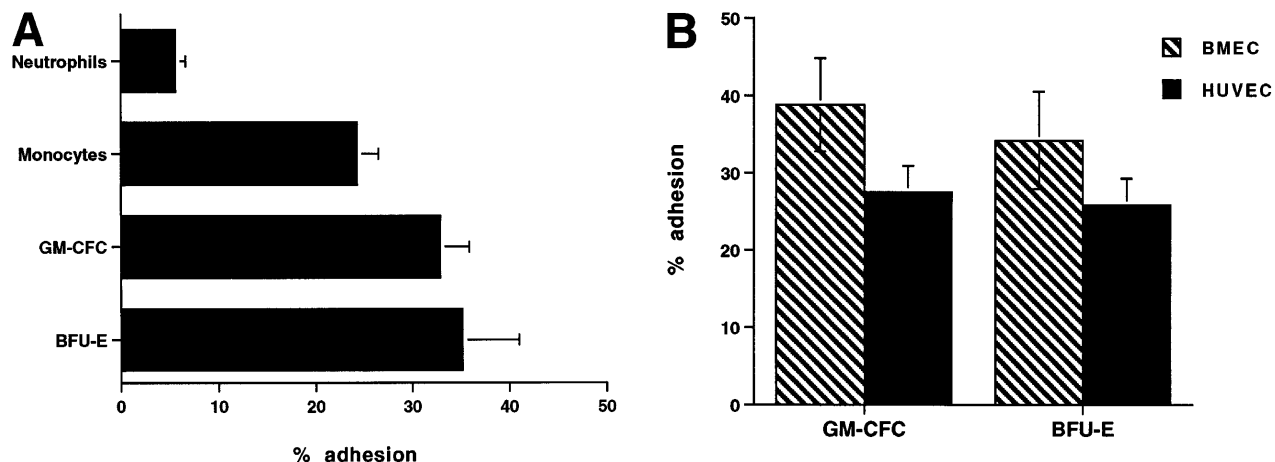 A
Neutrophils
Monocytes
GM-CFC
BFU-E
0 10 20 30 40 50
% adhesion
B
50
40
30
20
10
0
% adhesion
BMEC
HUVEC
GM-CFC BFU-E